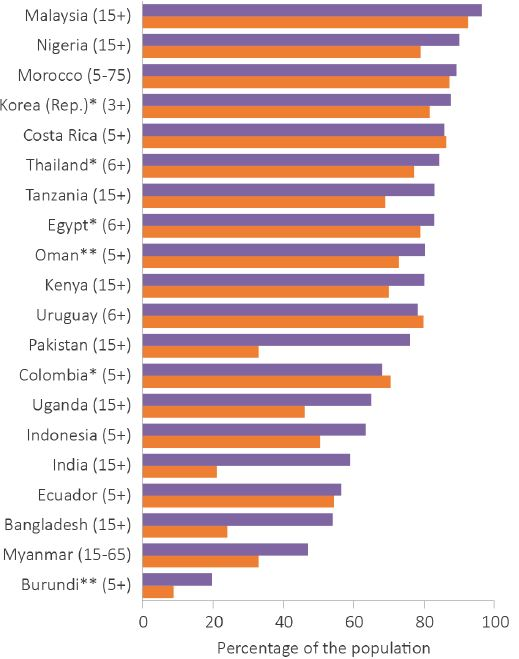 Malaysia (15+)
Nigeria (15+)
Morocco (5-75)
Korea (Rep.)* (3+)
Costa Rica (5+)
Thailand* (6+)
Tanzania (15+)
Egypt* (6+)
Oman** (5+)
Kenya (15+)
Uruguay (6+)
Pakistan (15+)
Colombia* (5+)
Uganda (15+)
Indonesia (5+)
India (15+)
Ecuador (5+)
Bangladesh (15+)
Myanmar (15-65)
Burundi** (5+)
0 20 40 60 80 100
Percentage of the population